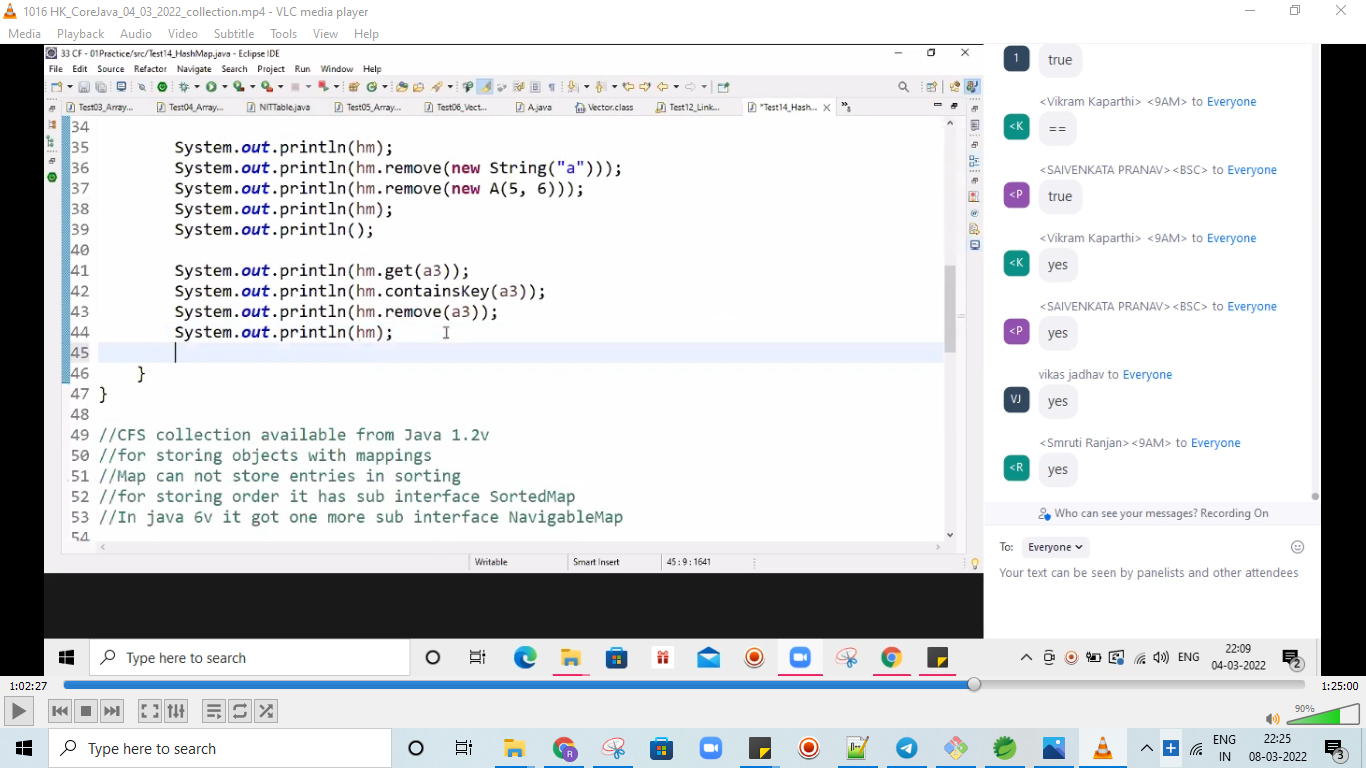 1016 HK_CoreJava_04_03_2022_collection.mp4 - VLC media player
Media Playback Audio Video Subtitle Tools View Help
33 CF - 01Practice/src/Test14_HashMap.java - Eclipse IDE
File Edit Source Refactor Navigate Search Project Run Window Help
Test03_Array... Test04_Array... NITTable.java Test05_Array... Test06_Vect... A.java Vector.class Test12_Link... *Test14_Hash...
34
35 System.out.println(hm);
36 System.out.println(hm.remove(new String("a")));
37 System.out.println(hm.remove(new A(5, 6)));
38 System.out.println(hm);
39 System.out.println();
40
41 System.out.println(hm.get(a3));
42 System.out.println(hm.containsKey(a3));
43 System.out.println(hm.remove(a3));
44 System.out.println(hm);
45
46 }
47 }
48
49 //CFS collection available from Java 1.2v
50 //for storing objects with mappings
51 //Map can not store entries in sorting
52 //for storing order it has sub interface SortedMap
53 //In java 6v it got one more sub interface NavigableMap
54
Writable Smart Insert 45 : 9 : 1641
1 true
<Vikram Kaparthi> <9AM> to Everyone
<K ==
<SAIVENKATA PRANAV><BSC> to Everyone
<P true
<Vikram Kaparthi> <9AM> to Everyone
<K yes
<SAIVENKATA PRANAV><BSC> to Everyone
<P yes
vikas jadhav to Everyone
VJ yes
<Smruti Ranjan><9AM> to Everyone
<R yes
Who can see your messages? Recording On
To: Everyone
Your text can be seen by panelists and other attendees
Type here to search
ENG
22:09
04-03-2022
2
1:02:27
1:25:00
90%
Type here to search
ENG
IN
22:25
08-03-2022
3